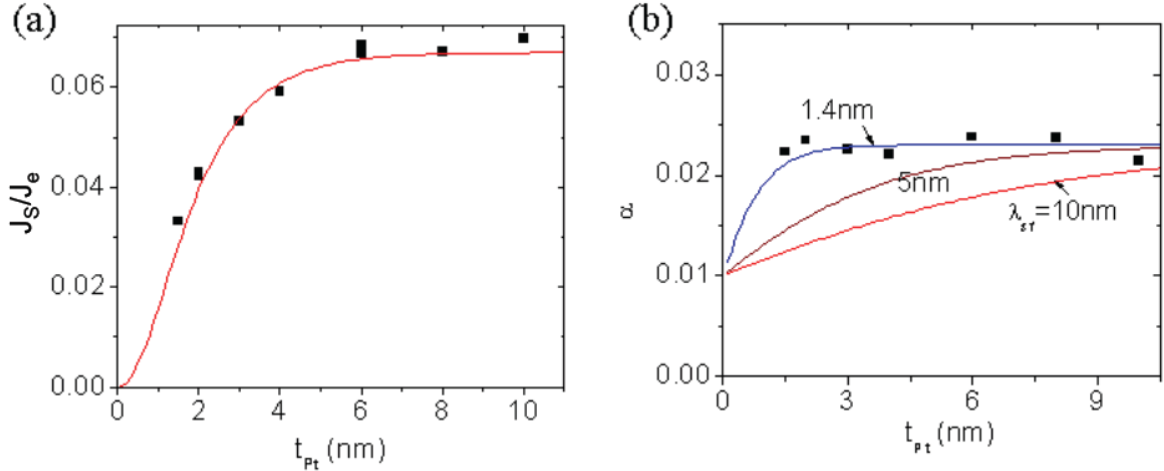 (a)
0.06
0.04
0.02
0.00
J_S/J_e
0 2 4 6 8 10
t_Pt (nm)
(b)
0.03
0.02
0.01
0.00
α
1.4nm
5nm
λ_sf=10nm
0 3 6 9
t_Pt (nm)